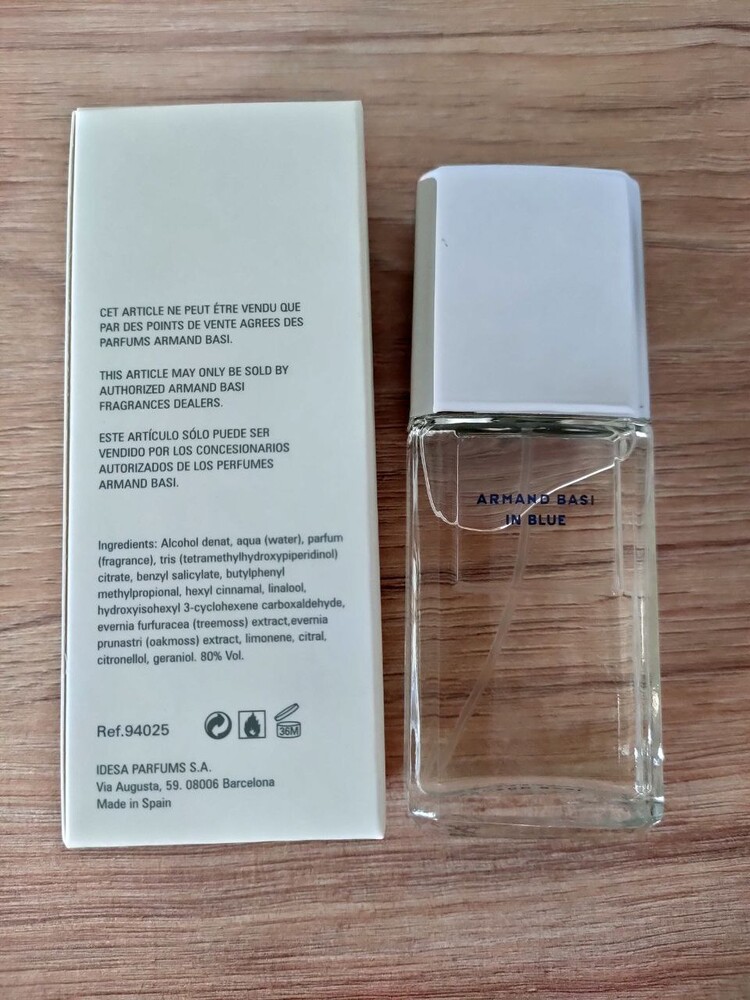 CET ARTICLE NE PEUT ÊTRE VENDU QUE
PAR DES POINTS DE VENTE AGREES DES
PARFUMS ARMAND BASI.
THIS ARTICLE MAY ONLY BE SOLD BY
AUTHORIZED ARMAND BASI
FRAGRANCES DEALERS.
ESTE ARTÍCULO SÓLO PUEDE SER
VENDIDO POR LOS CONCESIONARIOS
AUTORIZADOS DE LOS PERFUMES
ARMAND BASI.
Ingredients: Alcohol denat, aqua (water), parfum
(fragrance), tris (tetramethylhydroxypiperidinol)
citrate, benzyl salicylate, butylphenyl
methylpropional, hexyl cinnamal, linalool,
hydroxyisohexyl 3-cyclohexene carboxaldehyde,
evernia furfuracea (treemoss) extract,evernia
prunastri (oakmoss) extract, limonene, citral,
citronellol, geraniol. 80% Vol.
Ref.94025
36M
IDESA PARFUMS S.A.
Via Augusta, 59. 08006 Barcelona
Made in Spain
ARMAND BASI
IN BLUE